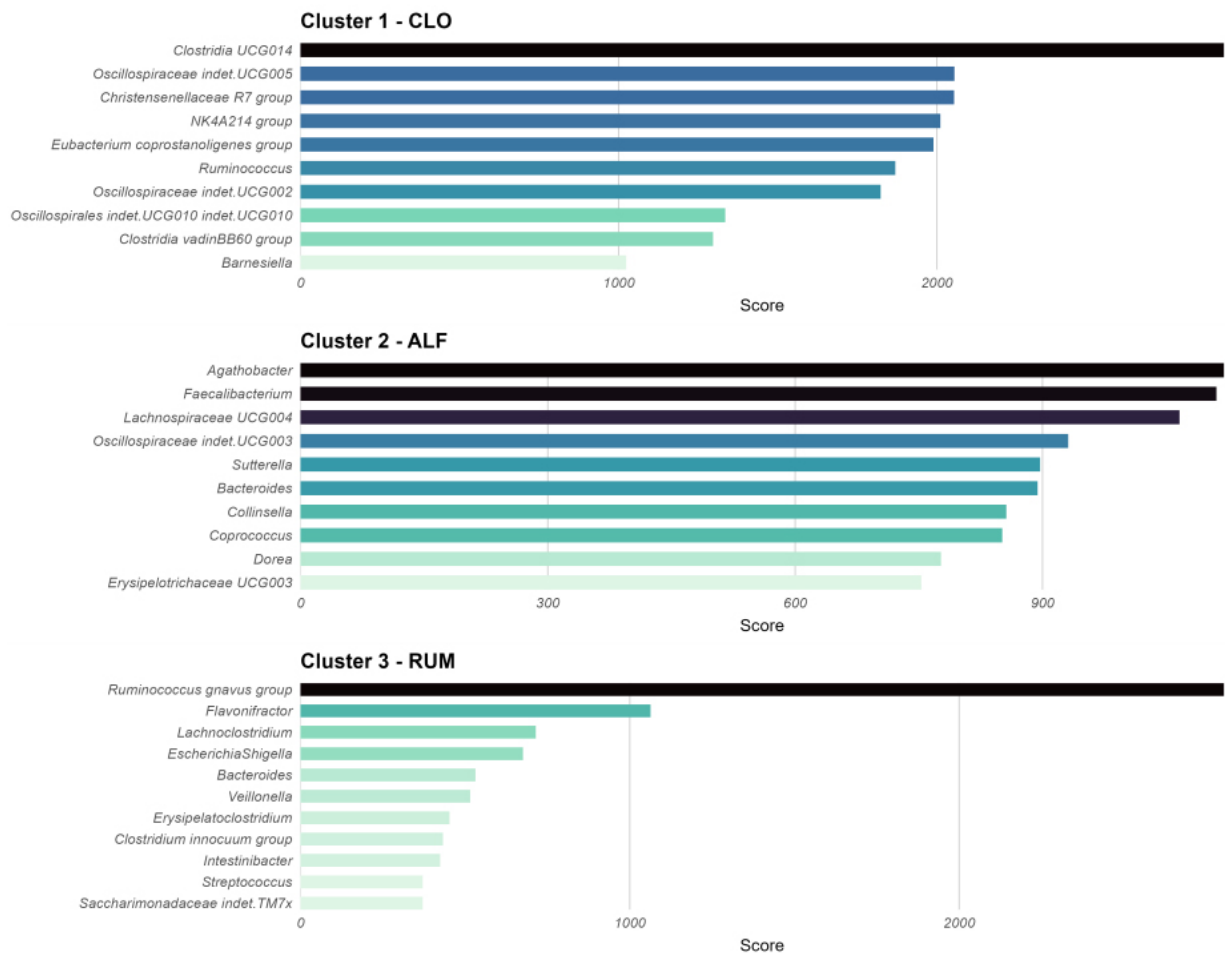 Cluster 1 - CLO
Clostridia UCG014
Oscillospiraceae indet.UCG005
Christensenellaceae R7 group
NK4A214 group
Eubacterium coprostanoligenes group
Ruminococcus
Oscillospiraceae indet.UCG002
Oscillospirales indet.UCG010 indet.UCG010
Clostridia vadinBB60 group
Barnesiella
0 1000 2000
Score
Cluster 2 - ALF
Agathobacter
Faecalibacterium
Lachnospiraceae UCG004
Oscillospiraceae indet.UCG003
Sutterella
Bacteroides
Collinsella
Coprococcus
Dorea
Erysipelotrichaceae UCG003
0 300 600 900
Score
Cluster 3 - RUM
Ruminococcus gnavus group
Flavonifractor
Lachnoclostridium
EscherichiaShigella
Bacteroides
Veillonella
Erysipelatoclostridium
Clostridium innocuum group
Intestinibacter
Streptococcus
Saccharimonadaceae indet.TM7x
0 1000 2000
Score